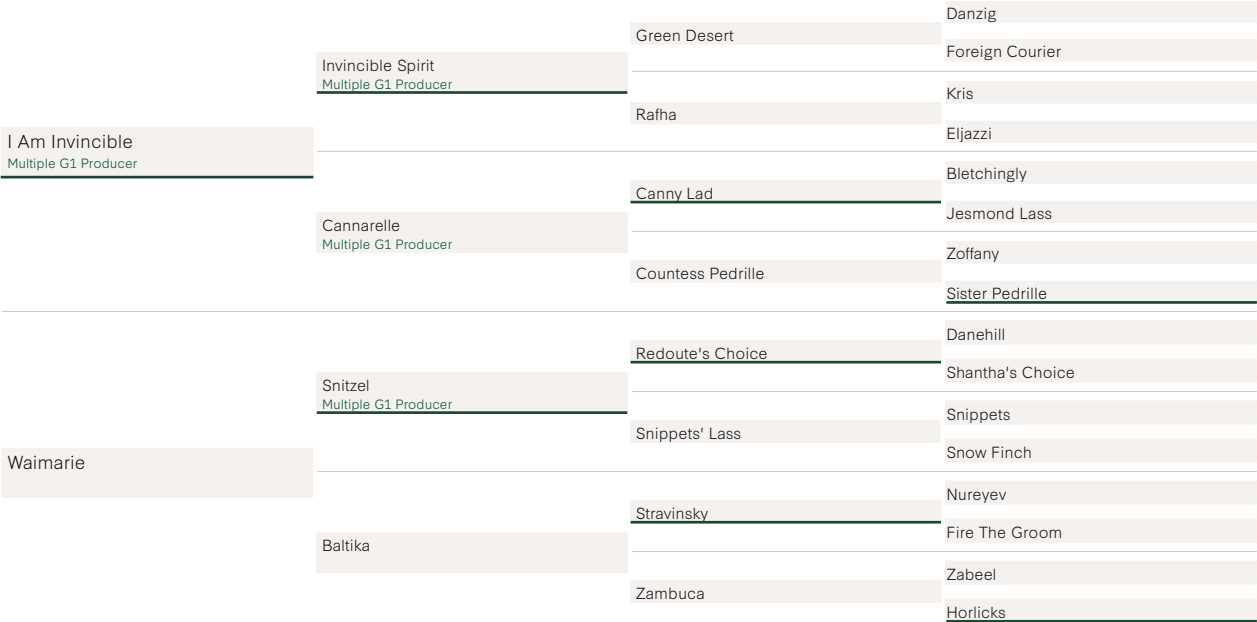 Danzig
Green Desert
Foreign Courier
Invincible Spirit
Multiple G1 Producer
Kris
Rafha
Eljazzi
I Am Invincible
Multiple G1 Producer
Bletchingly
Canny Lad
Jesmond Lass
Cannarelle
Multiple G1 Producer
Zoffany
Countess Pedrille
Sister Pedrille
Danehill
Redoute's Choice
Shantha's Choice
Snitzel
Multiple G1 Producer
Snippets
Snippets' Lass
Snow Finch
Waimarie
Nureyev
Stravinsky
Fire The Groom
Baltika
Zabeel
Zambuca
Horlicks